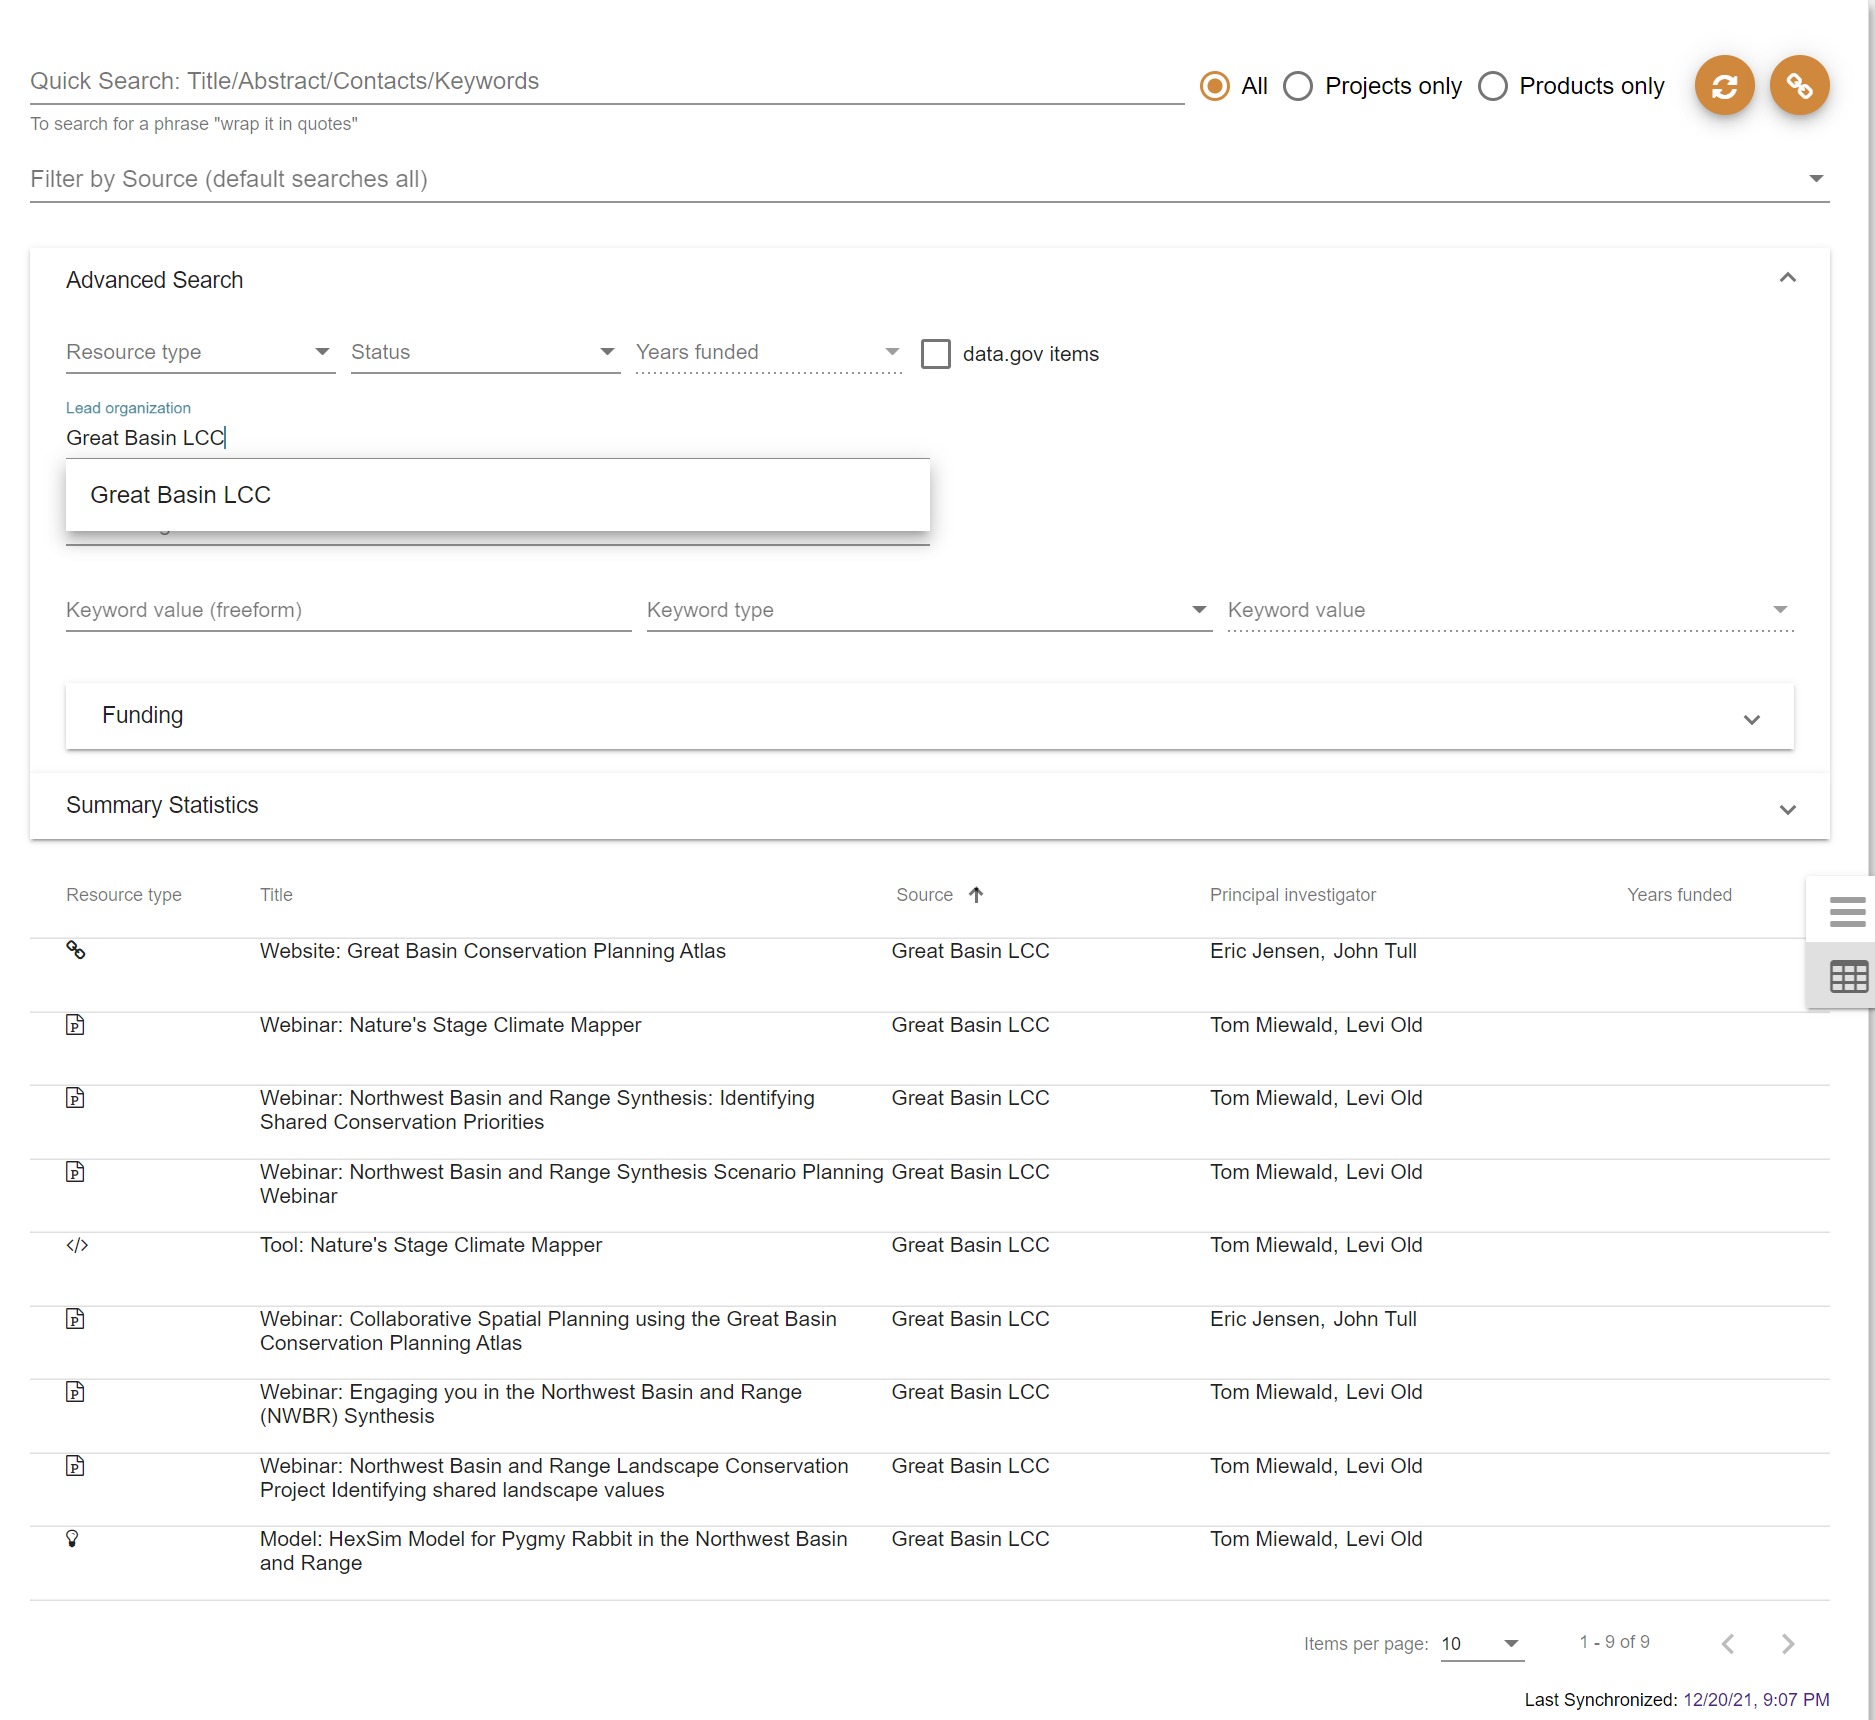 Quick Search: Title/Abstract/Contacts/Keywords
All Projects only Products only
To search for a phrase "wrap it in quotes"
Filter by Source (default searches all)
Advanced Search
Resource type Status Years funded data.gov items
Lead organization
Great Basin LCC
Great Basin LCC
Keyword value (freeform) Keyword type Keyword value
Funding
Summary Statistics
Resource type Title Source Principal investigator Years funded
Website: Great Basin Conservation Planning Atlas Great Basin LCC Eric Jensen, John Tull
Webinar: Nature's Stage Climate Mapper Great Basin LCC Tom Miewald, Levi Old
Webinar: Northwest Basin and Range Synthesis: Identifying Great Basin LCC Tom Miewald, Levi Old
Shared Conservation Priorities
Webinar: Northwest Basin and Range Synthesis Scenario Planning Great Basin LCC Tom Miewald, Levi Old
Webinar
Tool: Nature's Stage Climate Mapper Great Basin LCC Tom Miewald, Levi Old
Webinar: Collaborative Spatial Planning using the Great Basin Great Basin LCC Eric Jensen, John Tull
Conservation Planning Atlas
Webinar: Engaging you in the Northwest Basin and Range Great Basin LCC Tom Miewald, Levi Old
(NWBR) Synthesis
Webinar: Northwest Basin and Range Landscape Conservation Great Basin LCC Tom Miewald, Levi Old
Project Identifying shared landscape values
Model: HexSim Model for Pygmy Rabbit in the Northwest Basin Great Basin LCC Tom Miewald, Levi Old
and Range
Items per page: 10 1 - 9 of 9
Last Synchronized: 12/20/21, 9:07 PM